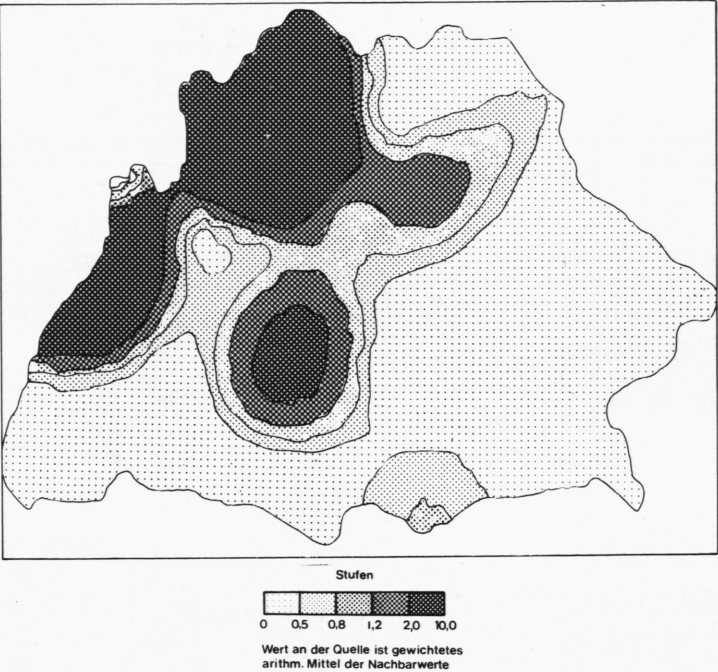 Stufen
0 0,5 0,8 1,2 2,0 10,0
Wert an der Quelle ist gewichtetes
arithm. Mittel der Nachbarwerte